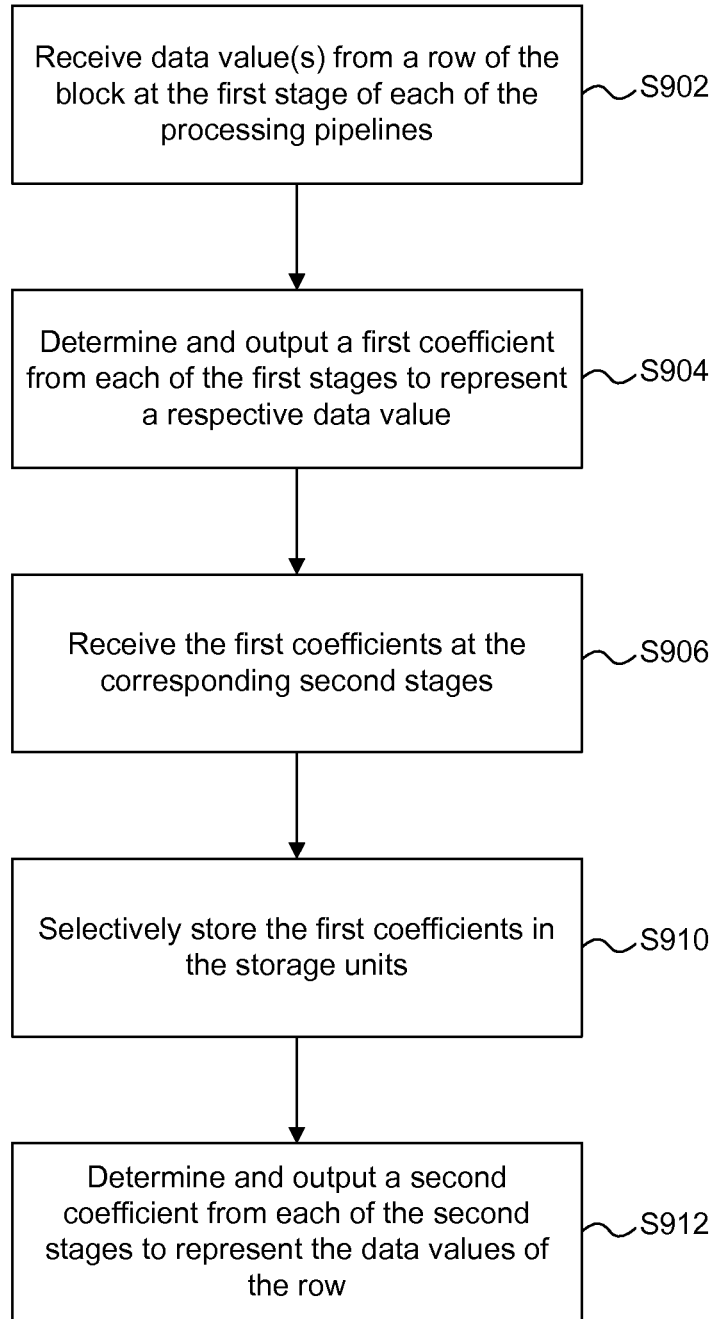 Receive data value(s) from a row of the
block at the first stage of each of the
processing pipelines
S902
Determine and output a first coefficient
from each of the first stages to represent
a respective data value
S904
Receive the first coefficients at the
corresponding second stages
S906
Selectively store the first coefficients in
the storage units
S910
Determine and output a second
coefficient from each of the second
stages to represent the data values of
the row
S912